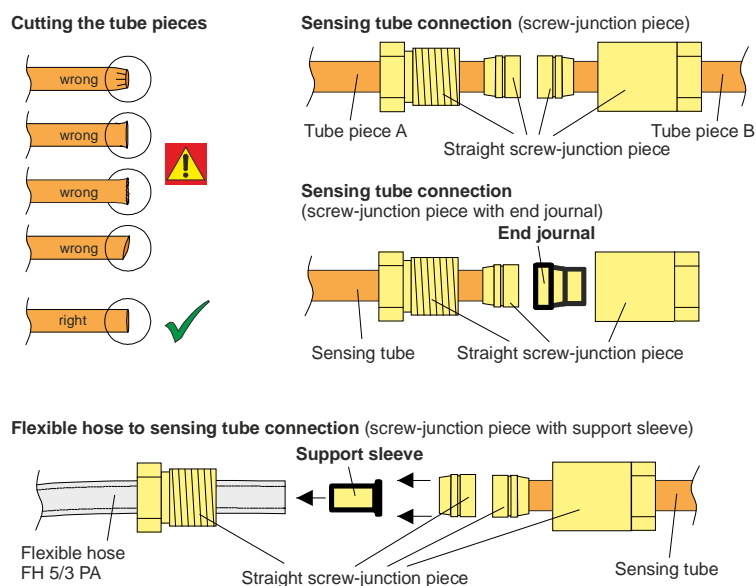 Cutting the tube pieces
wrong
wrong
wrong
wrong
right
Sensing tube connection (screw-junction piece)
Tube piece A
Tube piece B
Straight screw-junction piece
Sensing tube connection
(screw-junction piece with end journal)
End journal
Sensing tube
Straight screw-junction piece
Flexible hose to sensing tube connection (screw-junction piece with support sleeve)
Support sleeve
Flexible hose
FH 5/3 PA
Straight screw-junction piece
Sensing tube